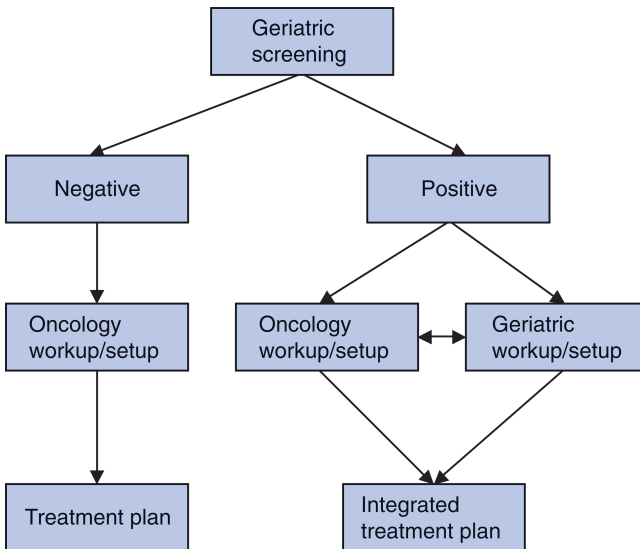 Geriatric
screening
Negative
Positive
Oncology
workup/setup
Oncology
workup/setup
Geriatric
workup/setup
Treatment plan
Integrated
treatment plan